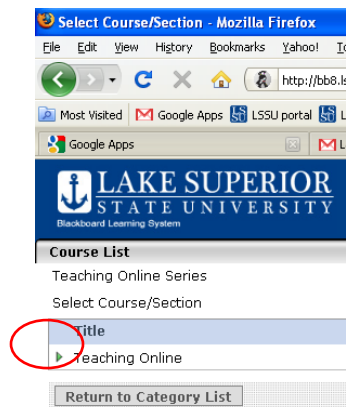 Select Course/Section - Mozilla Firefox
File Edit View History Bookmarks Yahoo!
http://bb8.ls
Most Visited Google Apps LSSU portal
Google Apps
LAKE SUPERIOR
STATE UNIVERSITY
Blackboard Learning System
Course List
Teaching Online Series
Select Course/Section
Title
Teaching Online
Return to Category List